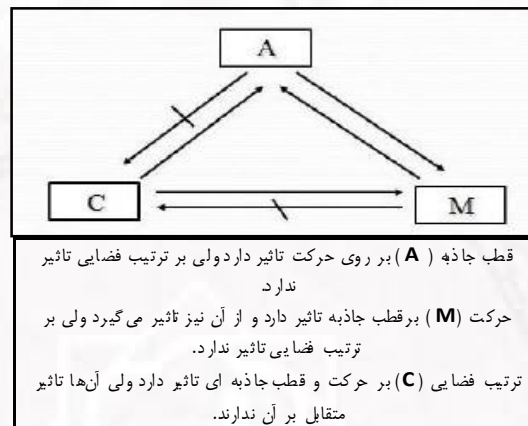 A
C
M
قطب جاذبه (A) بر روی حرکت تاثیر دارد ولی بر ترتیب فضایی تاثیر
ندارد.
حرکت (M) برقطب جاذبه تاثیر دارد و از آن نیز تاثیر می گیرد ولی بر
ترتیب فضایی تاثیر ندارد.
ترتیب فضایی (C) بر حرکت و قطب جاذبه ای تاثیر دارد ولی آن‌ها تاثیر
متقابل بر آن ندارند.